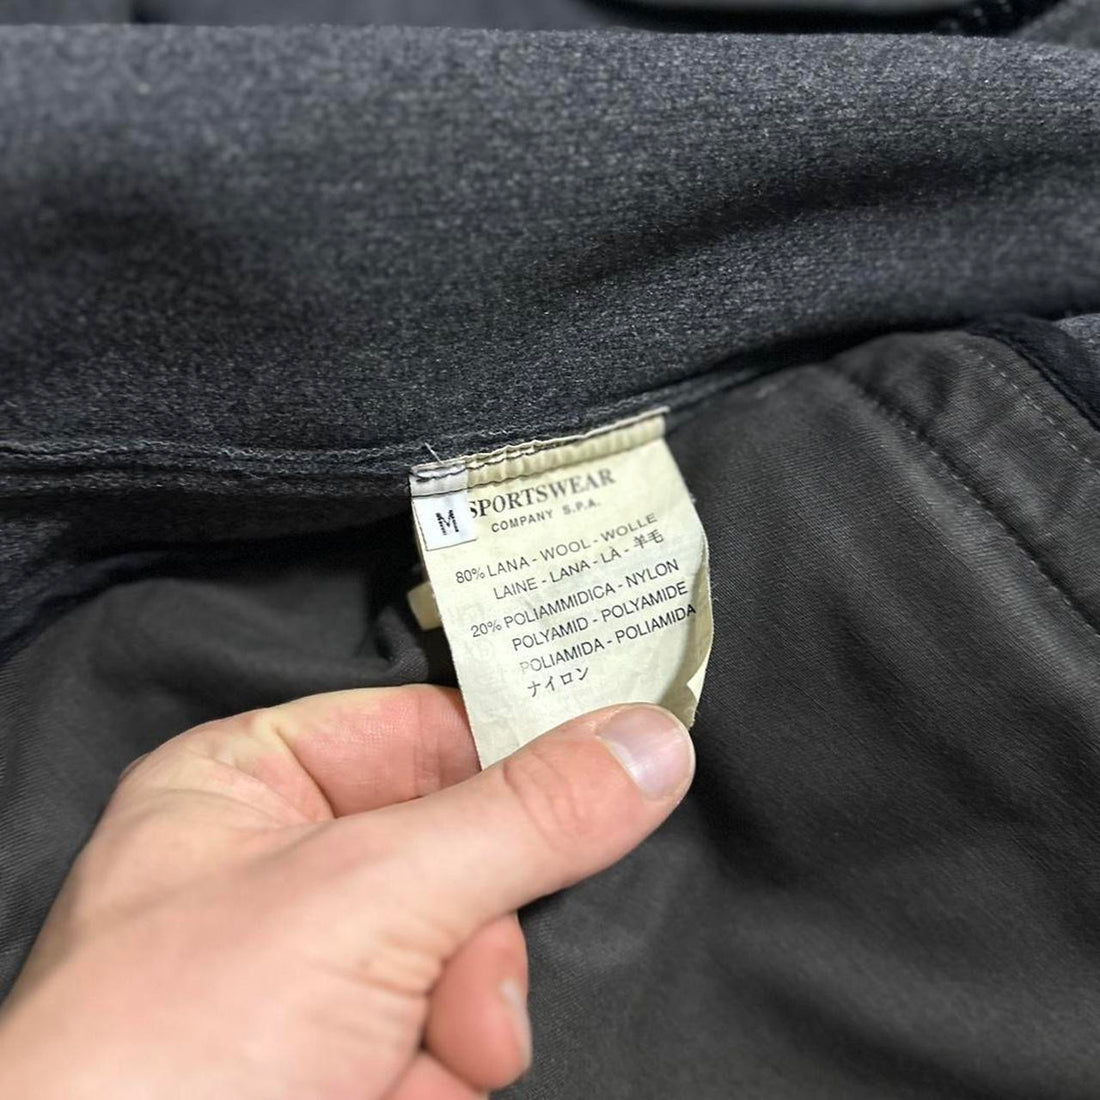 M
SPORTSWEAR
COMPANY S.P.A.
80% LANA - WOOL - WOLLE
LAINE - LANA - LÀ - 羊毛
20% POLIAMMIDICA - NYLON
POLYAMID - POLYAMIDE
POLIAMIDA - POLIAMIDA
ナイロン